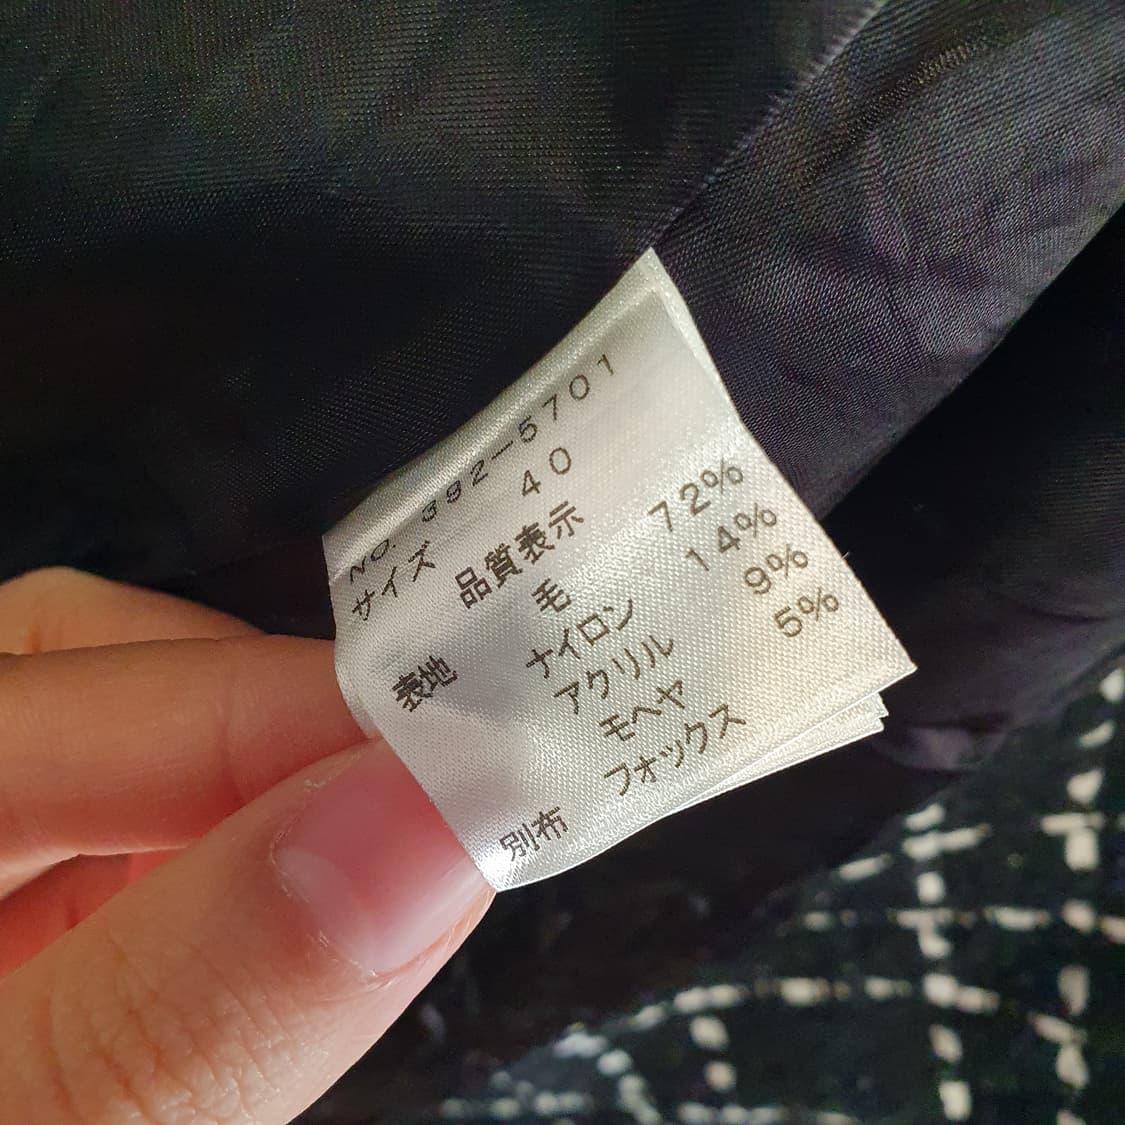 NO. 392-5701
サイズ 40
品質表示
表地 毛 72%
ナイロン 14%
アクリル 9%
モヘヤ 5%
別布 フォックス